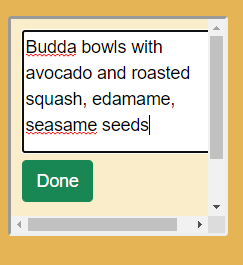 Budda bowls with
avocado and roasted
squash, edamame,
seasame seeds
Done